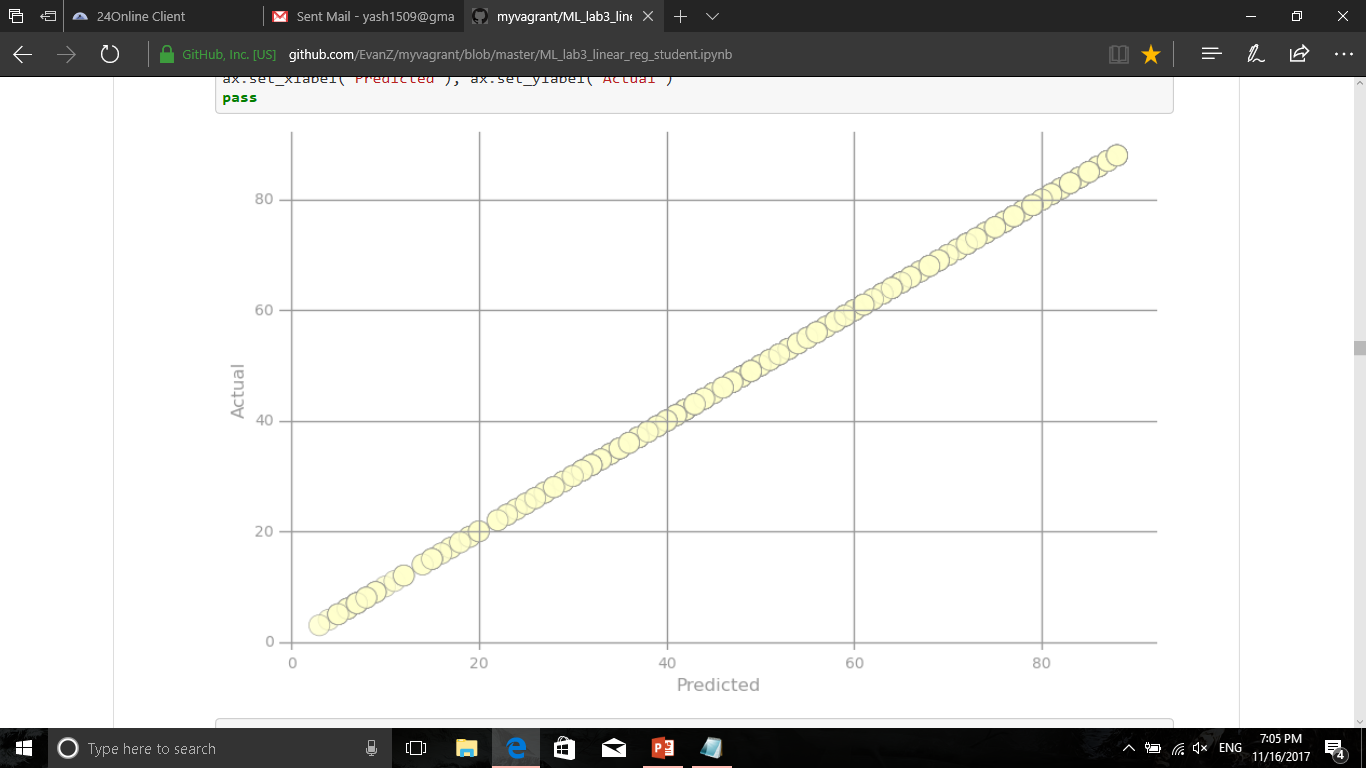 24Online Client
Sent Mail - yash1509@gma
myvagrant/ML_lab3_line
GitHub, Inc. [US] github.com/EvanZ/myvagrant/blob/master/ML_lab3_linear_reg_student.ipynb
ax.set_xlabel('Predicted'), ax.set_ylabel('Actual')
pass
80
60
40
20
0
Actual
0 20 40 60 80
Predicted
Type here to search
ENG
7:05 PM
11/16/2017
4